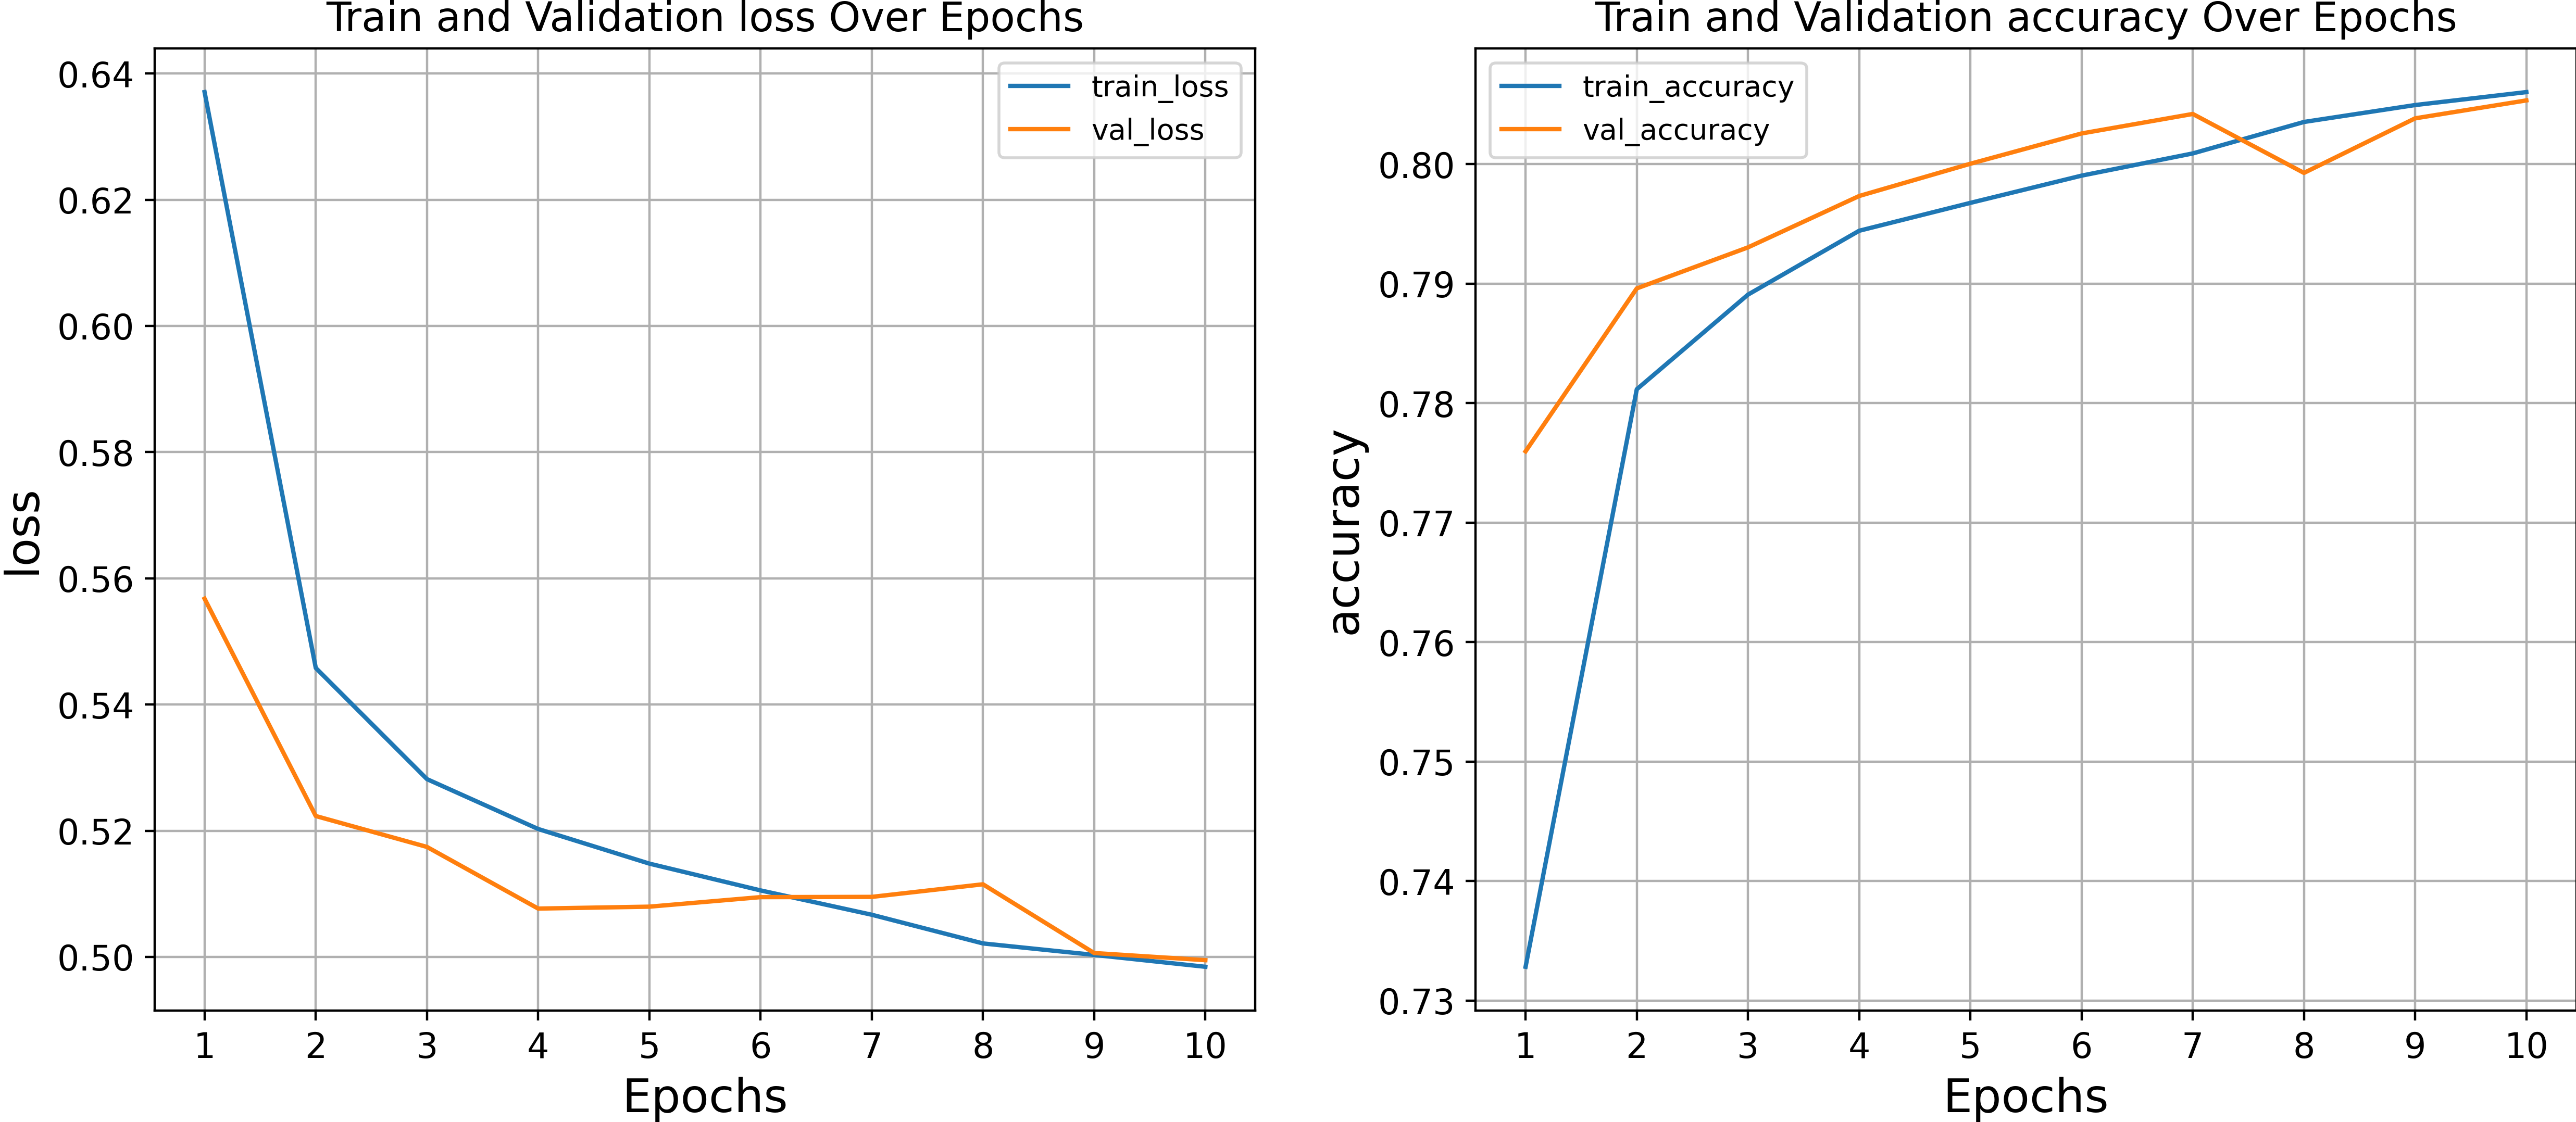 Train and Validation loss Over Epochs
train_loss
val_loss
0.64
0.62
0.60
0.58
0.56
0.54
0.52
0.50
loss
1 2 3 4 5 6 7 8 9 10
Epochs
Train and Validation accuracy Over Epochs
train_accuracy
val_accuracy
0.80
0.79
0.78
0.77
0.76
0.75
0.74
0.73
accuracy
1 2 3 4 5 6 7 8 9 10
Epochs